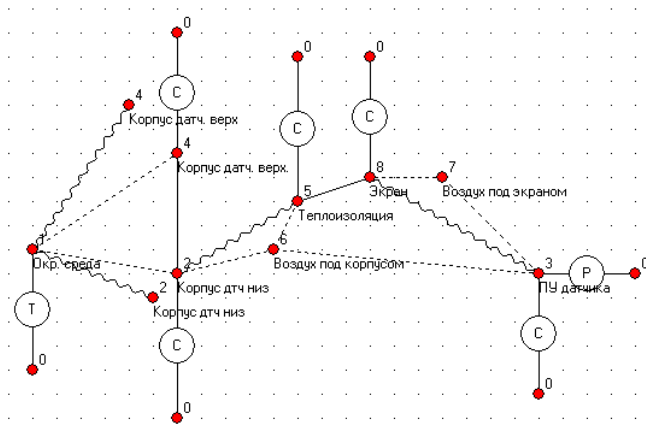 0
0
0
4
C
Корпус датч. верх
C
C
4
Корпус датч. верх.
8
7
Экран
Воздух под экраном
5
Теплоизоляция
1
Окр. среда
6
Воздух под корпусом
2
Корпус дтч низ
3
P
0
ПУ датчика
2
Корпус дтч низ
T
C
C
0
0
0